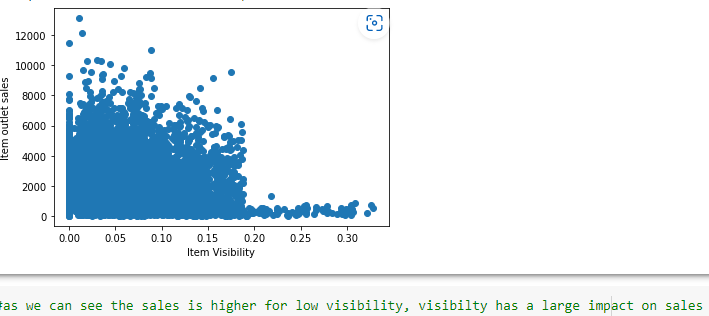 12000
10000
8000
6000
4000
2000
0
Item outlet sales
0.00 0.05 0.10 0.15 0.20 0.25 0.30
Item Visibility
#as we can see the sales is higher for low visibility, visibilty has a large impact on sales